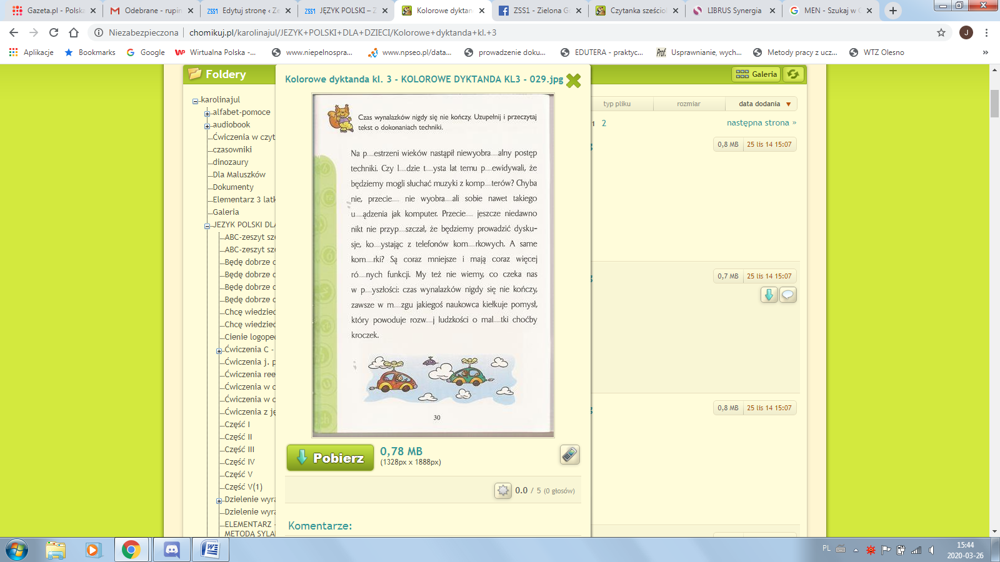 Gazeta.pl - Polska
Odebrane - rupin
Edytuj stronę ‹ Ze
JĘZYK POLSKI – Z
Kolorowe dyktan
ZSS1 - Zielona Gó
Czytanka sześciol
LIBRUS Synergia
MEN - Szukaj w G
Niezabezpieczona
chomikuj.pl/karolinajul/JEZYK+POLSKI+DLA+DZIECI/Kolorowe+dyktanda+kl.+3
J
Aplikacje
Bookmarks
Google
Wirtualna Polska -...
www.niepelnospra...
www.npseo.pl/data...
prowadzenie doku...
EDUTERA - praktyc...
Usprawnianie, wych...
Metody pracy z ucz...
WTZ Olesno
»
Foldery
karolinajul
alfabet-pomoce
audiobook
Ćwiczenia w czyt
czasowniki
dinozaury
Dla Maluszków
Dokumenty
Elementarz 3 latk
Galeria
JEZYK POLSKI DLA
ABC-zeszyt sze
ABC-zeszyt sze
Będę dobrze c
Będę dobrze c
Będę dobrze c
Będę dobrze c
Chcę wiedzieć
Chcę wiedzieć
Cienie logoped
Ćwiczenia C -
Ćwiczenia j. p
Ćwiczenia ree
Ćwiczenia w c
Ćwiczenia w c
Ćwiczenia z ję
Część I
Część II
Część III
Część IV
Część V
Część V(1)
Dzielenie wyra
Dzielenie wyra
ELEMENTARZ -
METODA SYLA
Kolorowe dyktanda kl. 3 - KOLOROWE DYKTANDA KL3 - 029.jpg
Czas wynalazków nigdy się nie kończy. Uzupełnij i przeczytaj
tekst o dokonaniach techniki.
Na p.....estrzeni wieków nastąpił niewyobra.....alny postęp
techniki. Czy l.....dzie t.....ysta lat temu p.....ewidywali, że
będziemy mogli słuchać muzyki z komp.....terów? Chyba
nie, przecie..... nie wyobra.....ali sobie nawet takiego
u.....ądzenia jak komputer. Przecie..... jeszcze niedawno
nikt nie przyp.....szczał, że będziemy prowadzić dysku-
sje, ko.....ystając z telefonów kom.....rkowych. A same
kom.....rki? Są coraz mniejsze i mają coraz więcej
ró.....nych funkcji. My też nie wiemy, co czeka nas
w p.....yszłości: czas wynalazków nigdy się nie kończy,
zawsze w m.....zgu jakiegoś naukowca kiełkuje pomysł,
który powoduje rozw.....j ludzkości o mal.....tki choćby
kroczek.
30
Pobierz
0,78 MB
(1328px x 1888px)
0.0 / 5 (0 głosów)
Komentarze:
Galeria
typ pliku
rozmiar
data dodania
1 2
następna strona »
0,8 MB
25 lis 14 15:07
0,7 MB
25 lis 14 15:07
0,8 MB
25 lis 14 15:07
PL
15:44
2020-03-26